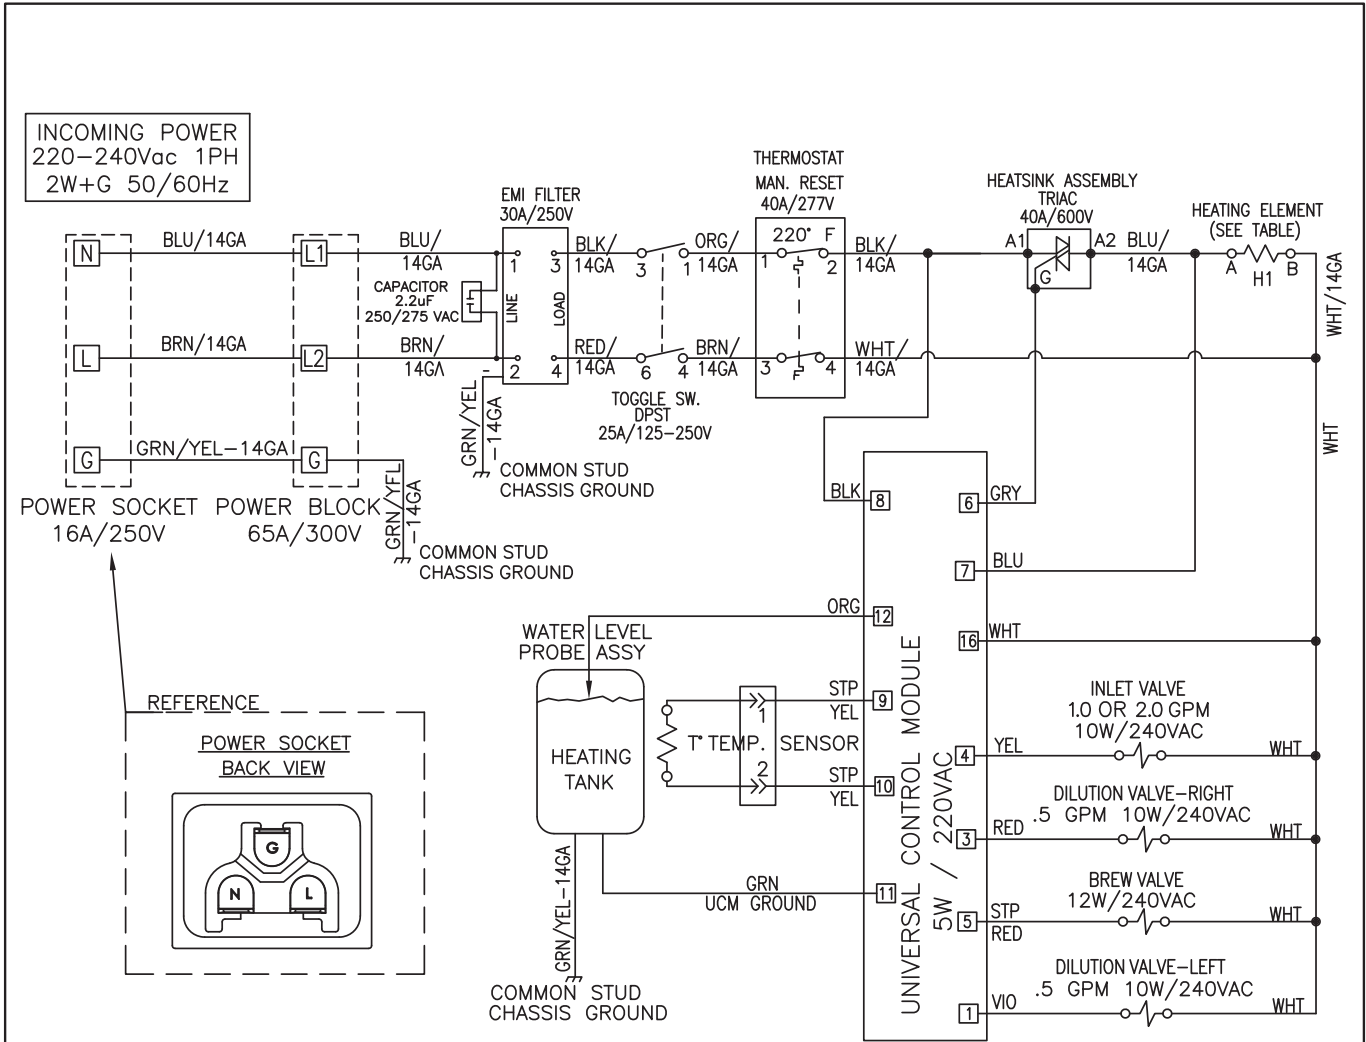 INCOMING POWER
220-240Vac 1PH
2W+G 50/60Hz
N
BLU/14GA
L1
BLU/
14GA
CAPACITOR
2.2uF
250/275 VAC
EMI FILTER
30A/250V
1
3
LINE
LOAD
2
4
BLK/
14GA
3
1
ORG/
14GA
THERMOSTAT
MAN. RESET
40A/277V
220° F
1
2
BLK/
14GA
HEATSINK ASSEMBLY
TRIAC
40A/600V
A1
A2
G
BLU/
14GA
HEATING ELEMENT
(SEE TABLE)
A
B
H1
WHT/14GA
L
BRN/14GA
L2
BRN/
14GA
RED/
14GA
6
4
BRN/
14GA
3
F
4
WHT/
14GA
TOGGLE SW.
DPST
25A/125-250V
WHT
G
GRN/YEL-14GA
G
GRN/YEL
-14GA
COMMON STUD
CHASSIS GROUND
GRN/YEL
-14GA
COMMON STUD
CHASSIS GROUND
POWER SOCKET
16A/250V
POWER BLOCK
65A/300V
BLK
8
6
GRY
7
BLU
ORG
12
16
WHT
WATER LEVEL
PROBE ASSY
HEATING
TANK
STP
YEL
9
1
T° TEMP. SENSOR
2
STP
YEL
10
UNIVERSAL CONTROL MODULE
5W / 220VAC
GRN
UCM GROUND
11
GRN/YEL-14GA
COMMON STUD
CHASSIS GROUND
INLET VALVE
1.0 OR 2.0 GPM
10W/240VAC
4
YEL
WHT
DILUTION VALVE-RIGHT
.5 GPM 10W/240VAC
3
RED
WHT
BREW VALVE
12W/240VAC
5
STP
RED
WHT
DILUTION VALVE-LEFT
.5 GPM 10W/240VAC
1
VIO
WHT
REFERENCE
POWER SOCKET
BACK VIEW
G
N
L